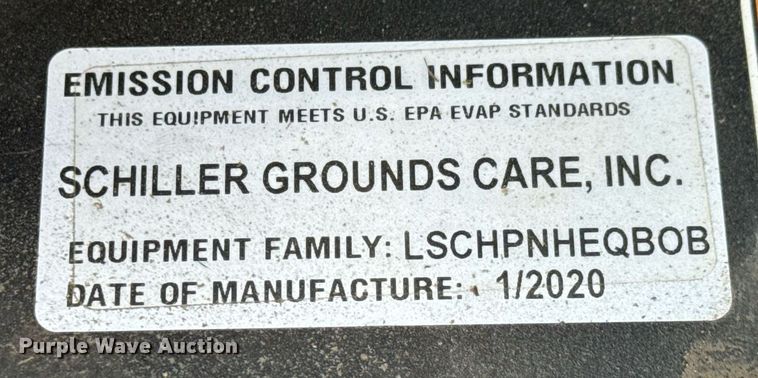 EMISSION CONTROL INFORMATION
THIS EQUIPMENT MEETS U.S. EPA EVAP STANDARDS
SCHILLER GROUNDS CARE, INC.
EQUIPMENT FAMILY: LSCHPNHEQBOB
DATE OF MANUFACTURE: 1/2020
Purple Wave Auction